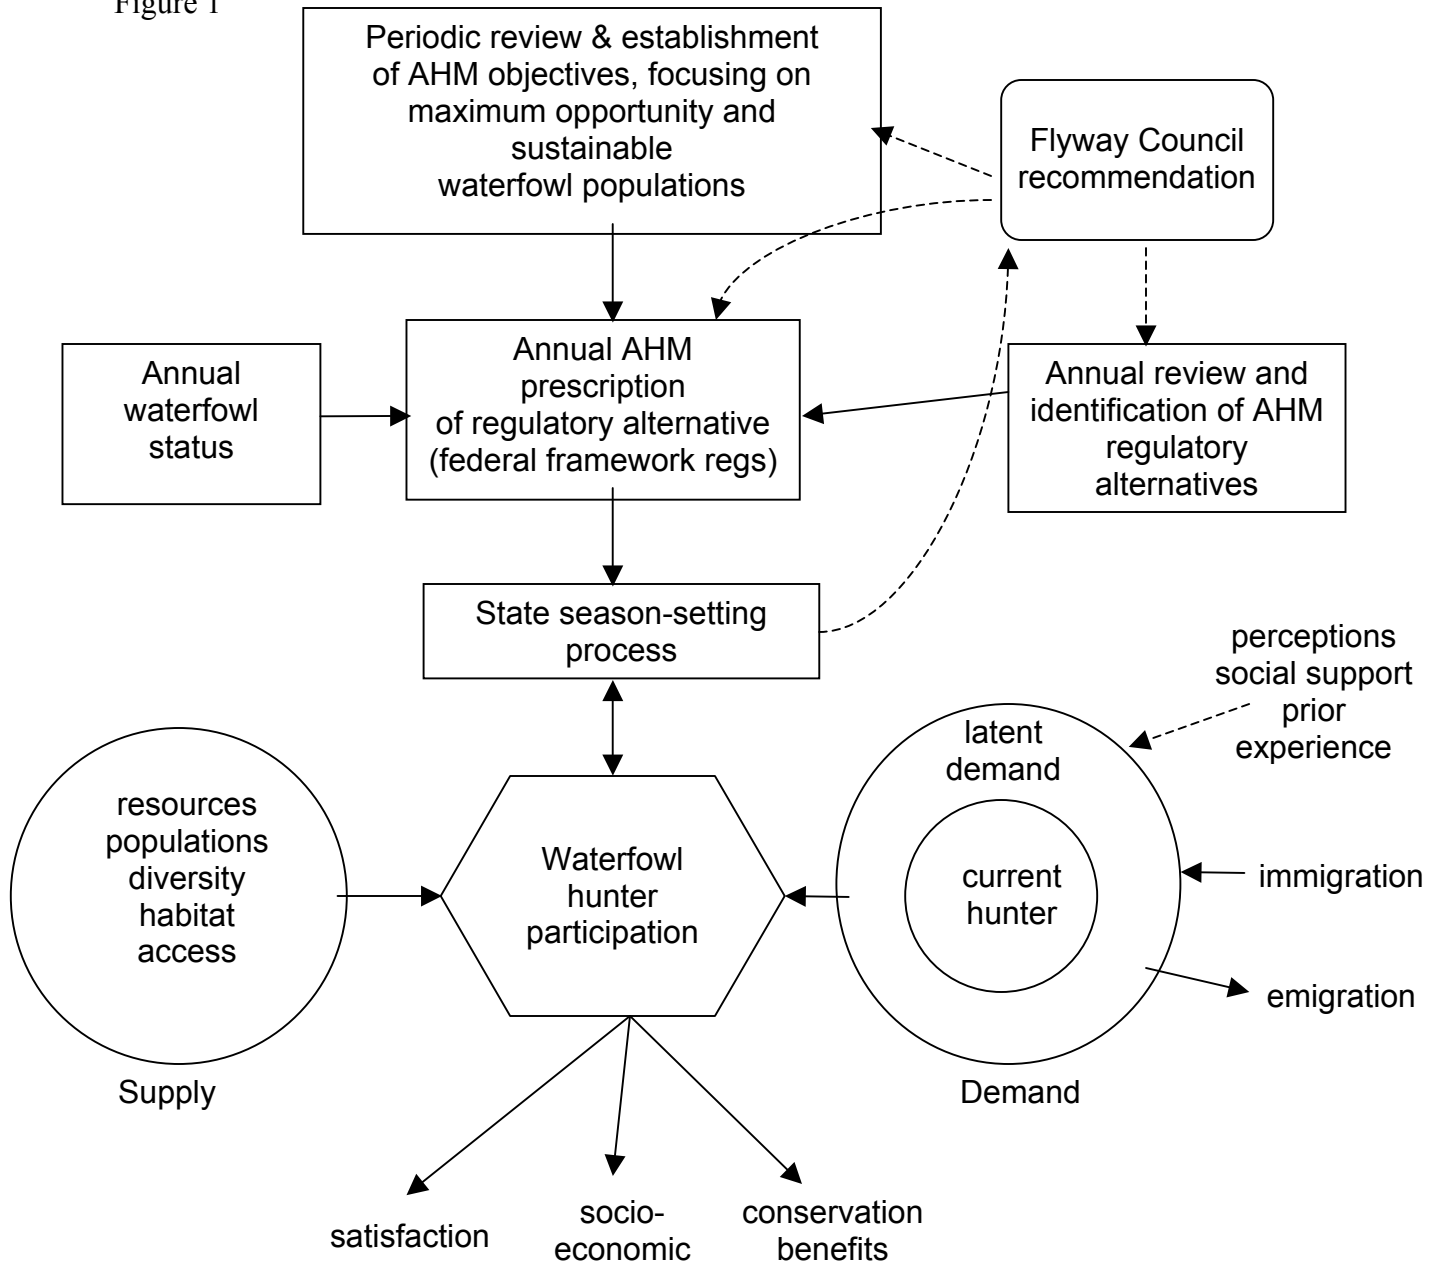 Figure 1
Periodic review & establishment
of AHM objectives, focusing on
maximum opportunity and
sustainable
waterfowl populations
Flyway Council
recommendation
Annual
waterfowl
status
Annual AHM
prescription
of regulatory alternative
(federal framework regs)
Annual review and
identification of AHM
regulatory
alternatives
State season-setting
process
perceptions
social support
prior
experience
resources
populations
diversity
habitat
access
Supply
Waterfowl
hunter
participation
latent
demand
current
hunter
Demand
immigration
emigration
satisfaction
socio-
economic
conservation
benefits